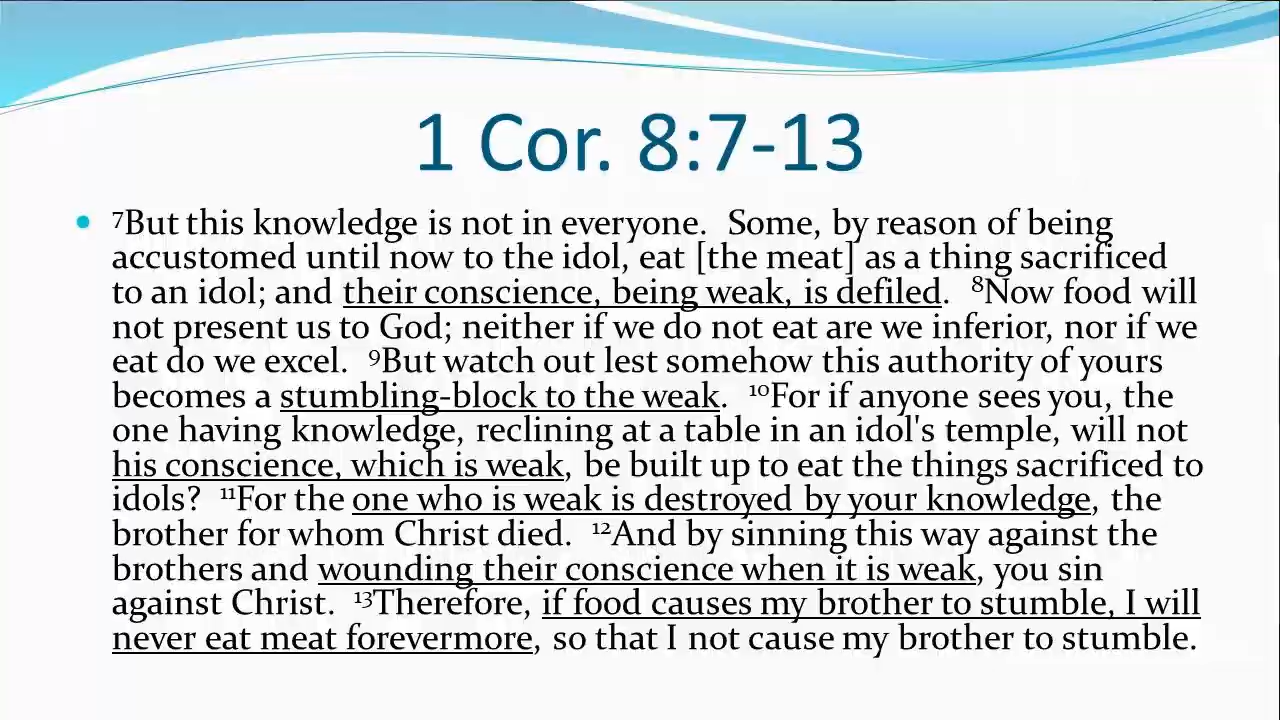 1 Cor. 8:7-13
• ⁷But this knowledge is not in everyone.  Some, by reason of being
accustomed until now to the idol, eat [the meat] as a thing sacrificed
to an idol; and their conscience, being weak, is defiled.  ⁸Now food will
not present us to God; neither if we do not eat are we inferior, nor if we
eat do we excel.  ⁹But watch out lest somehow this authority of yours
becomes a stumbling-block to the weak.  ¹⁰For if anyone sees you, the
one having knowledge, reclining at a table in an idol's temple, will not
his conscience, which is weak, be built up to eat the things sacrificed to
idols?  ¹¹For the one who is weak is destroyed by your knowledge, the
brother for whom Christ died.  ¹²And by sinning this way against the
brothers and wounding their conscience when it is weak, you sin
against Christ.  ¹³Therefore, if food causes my brother to stumble, I will
never eat meat forevermore, so that I not cause my brother to stumble.